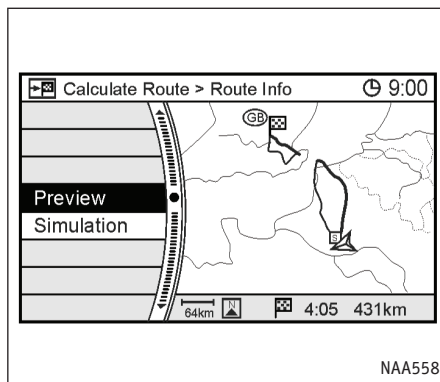 Calculate Route > Route Info 9:00
GB
Preview
Simulation
S
64km N 4:05 431km
NAA558